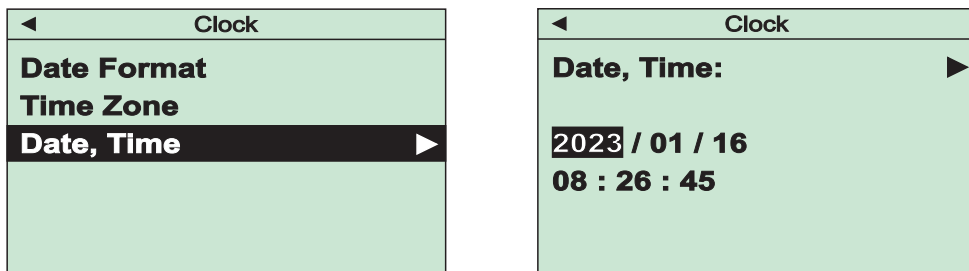 Clock
Date Format
Time Zone
Date, Time
Clock
Date, Time:
2023 / 01 / 16
08 : 26 : 45